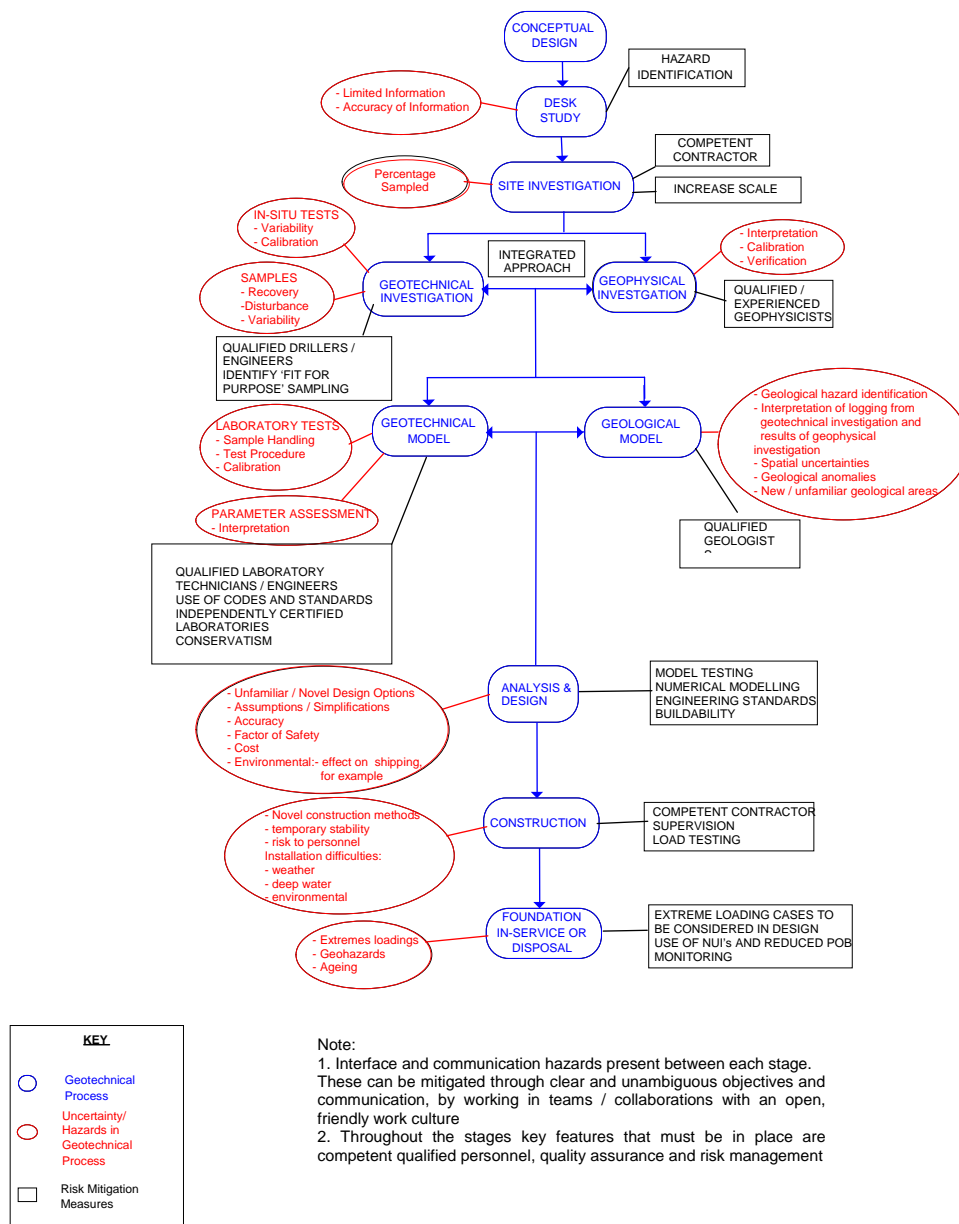 CONCEPTUAL
DESIGN
HAZARD
IDENTIFICATION
- Limited Information
- Accuracy of Information
DESK
STUDY
COMPETENT
CONTRACTOR
Percentage
Sampled
SITE INVESTIGATION
INCREASE SCALE
IN-SITU TESTS
- Variability
- Calibration
INTEGRATED
APPROACH
- Interpretation
- Calibration
- Verification
SAMPLES
- Recovery
-Disturbance
- Variability
GEOTECHNICAL
INVESTIGATION
GEOPHYSICAL
INVESTGATION
QUALIFIED /
EXPERIENCED
GEOPHYSICISTS
QUALIFIED DRILLERS /
ENGINEERS
IDENTIFY ‘FIT FOR
PURPOSE’ SAMPLING
LABORATORY TESTS
- Sample Handling
- Test Procedure
- Calibration
GEOTECHNICAL
MODEL
GEOLOGICAL
MODEL
- Geological hazard identification
- Interpretation of logging from
geotechnical investigation and
results of geophysical
investigation
- Spatial uncertainties
- Geological anomalies
- New / unfamiliar geological areas
PARAMETER ASSESSMENT
- Interpretation
QUALIFIED
GEOLOGIST
QUALIFIED LABORATORY
TECHNICIANS / ENGINEERS
USE OF CODES AND STANDARDS
INDEPENDENTLY CERTIFIED
LABORATORIES
CONSERVATISM
- Unfamiliar / Novel Design Options
- Assumptions / Simplifications
- Accuracy
- Factor of Safety
- Cost
- Environmental:- effect on shipping,
for example
ANALYSIS &
DESIGN
MODEL TESTING
NUMERICAL MODELLING
ENGINEERING STANDARDS
BUILDABILITY
- Novel construction methods
- temporary stability
- risk to personnel
Installation difficulties:
- weather
- deep water
- environmental
CONSTRUCTION
COMPETENT CONTRACTOR
SUPERVISION
LOAD TESTING
- Extremes loadings
- Geohazards
- Ageing
FOUNDATION
IN-SERVICE OR
DISPOSAL
EXTREME LOADING CASES TO
BE CONSIDERED IN DESIGN
USE OF NUI's AND REDUCED POB
MONITORING
KEY
Geotechnical
Process
Uncertainty/
Hazards in
Geotechnical
Process
Risk Mitigation
Measures
Note:
1. Interface and communication hazards present between each stage.
These can be mitigated through clear and unambiguous objectives and
communication, by working in teams / collaborations with an open,
friendly work culture
2. Throughout the stages key features that must be in place are
competent qualified personnel, quality assurance and risk management